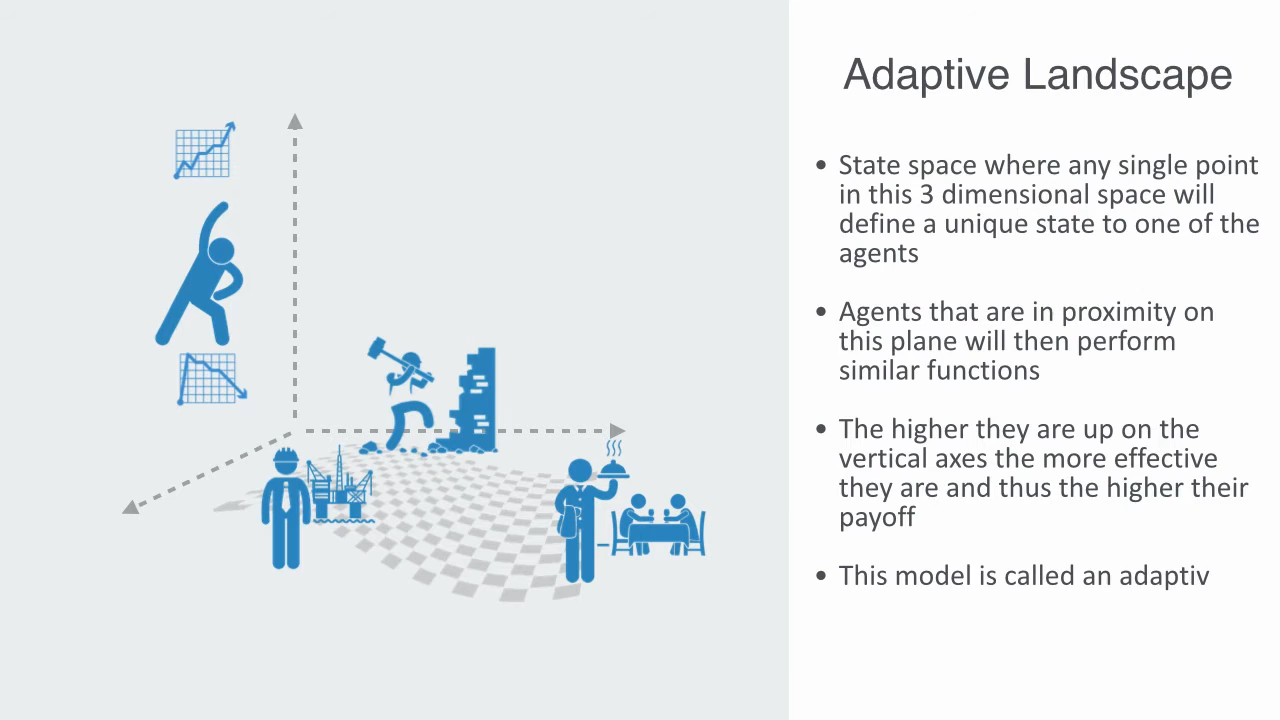 Adaptive Landscape
• State space where any single point
in this 3 dimensional space will
define a unique state to one of the
agents
• Agents that are in proximity on
this plane will then perform
similar functions
• The higher they are up on the
vertical axes the more effective
they are and thus the higher their
payoff
• This model is called an adaptiv